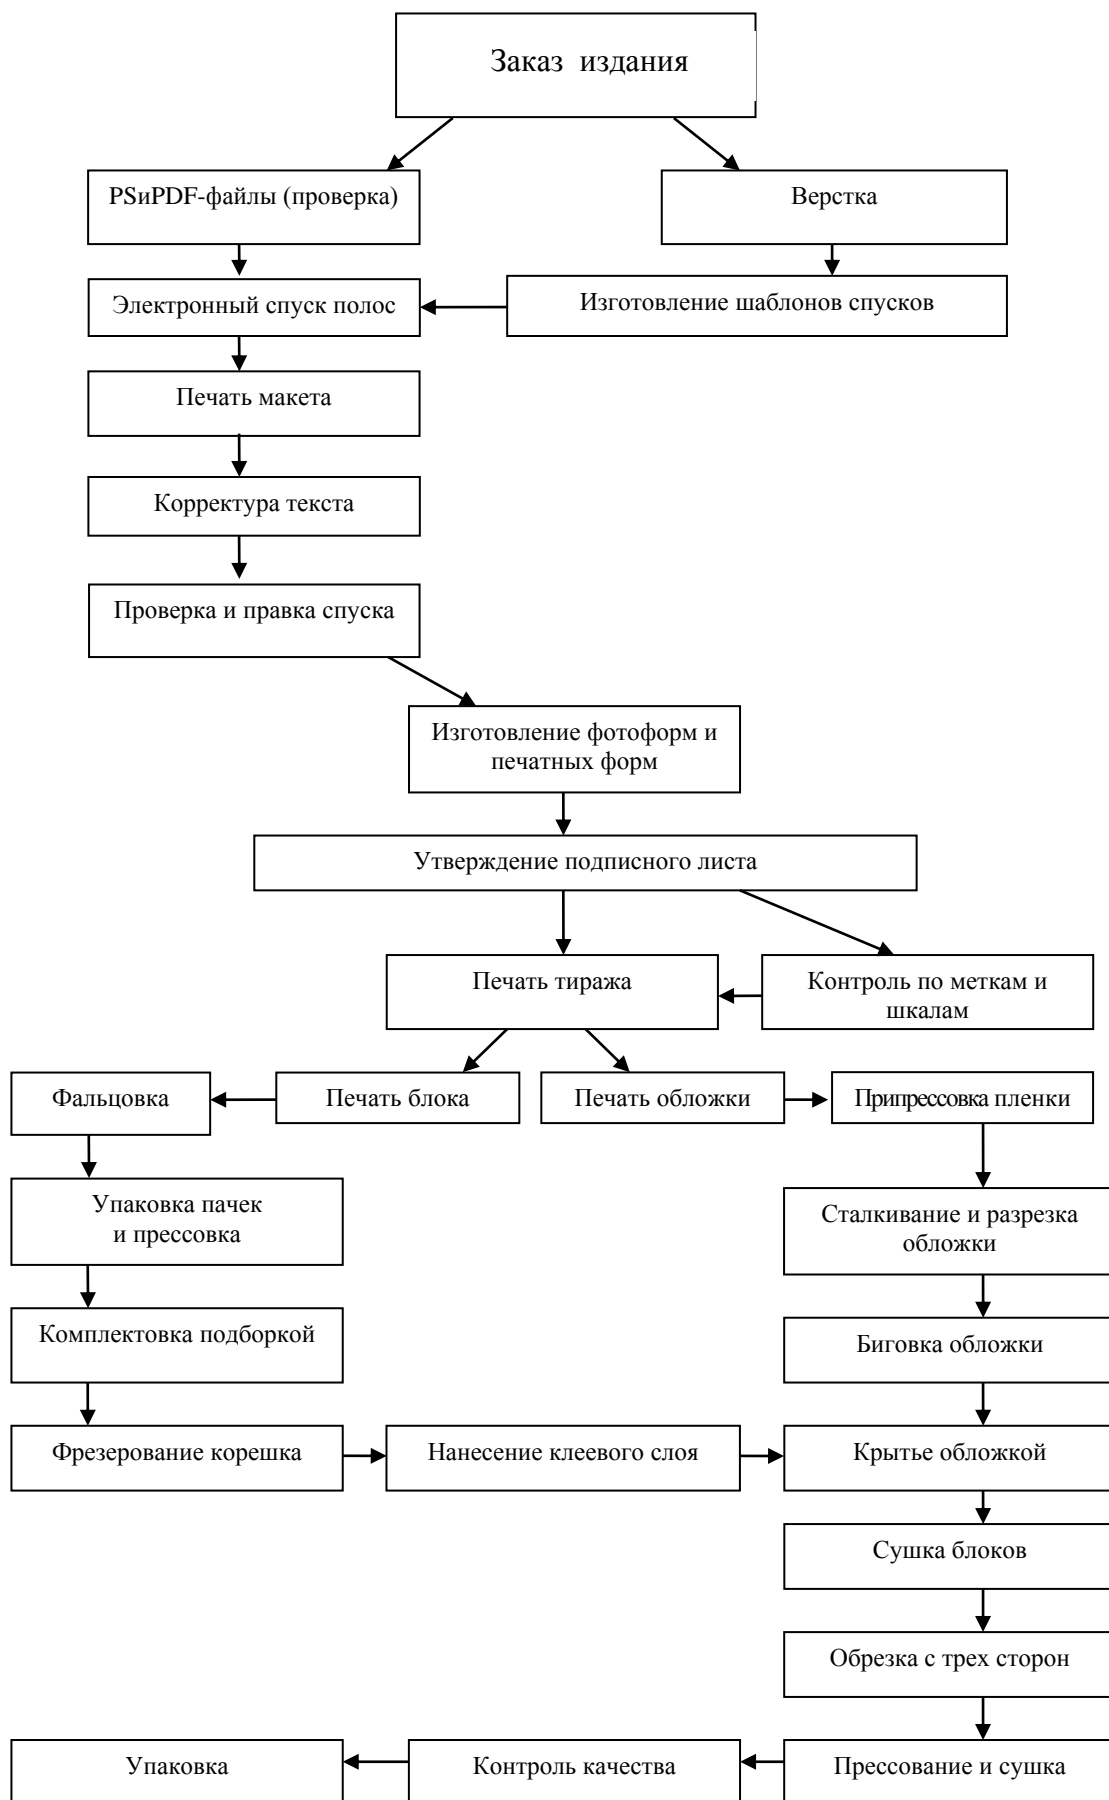 Заказ издания
PSиPDF-файлы (проверка)
Верстка
Электронный спуск полос
Изготовление шаблонов спусков
Печать макета
Корректура текста
Проверка и правка спуска
Изготовление фотоформ и
печатных форм
Утверждение подписного листа
Печать тиража
Контроль по меткам и
шкалам
Фальцовка
Печать блока
Печать обложки
Припрессовка пленки
Упаковка пачек
и прессовка
Сталкивание и разрезка
обложки
Комплектовка подборкой
Биговка обложки
Фрезерование корешка
Нанесение клеевого слоя
Крытье обложкой
Сушка блоков
Обрезка с трех сторон
Упаковка
Контроль качества
Прессование и сушка